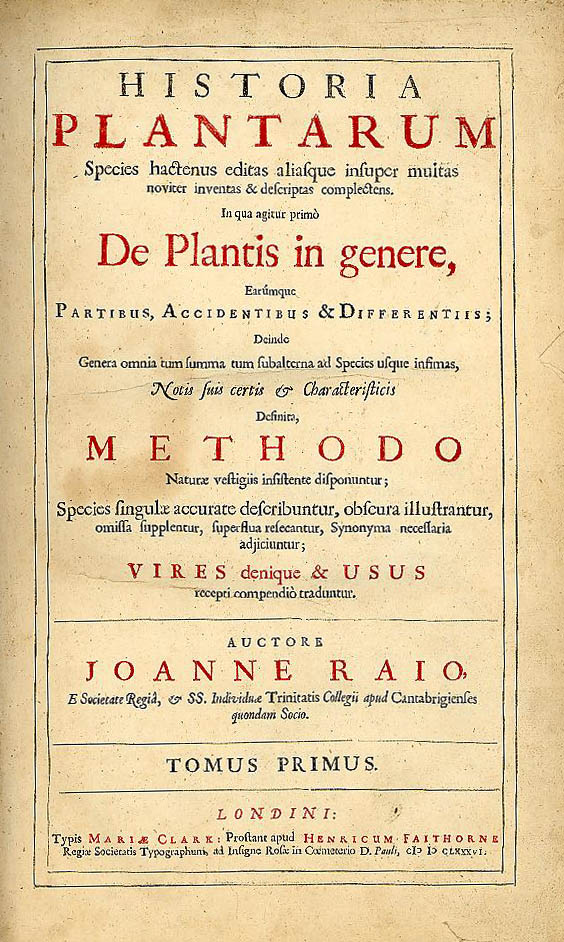 HISTORIA
PLANTARUM
Species hactenus editas aliasque insuper multas
noviter inventas & descriptas complectens.
In qua agitur primò
De Plantis in genere,
Earúmque
PARTIBUS, ACCIDENTIBUS & DIFFERENTIIS;
Deinde
Genera omnia tum summa tum subalterna ad Species usque infimas,
Notis suis certis & Characteristicis
Definita,
METHODO
Naturæ vestigiis insistente disponuntur;
Species singulæ accurate describuntur, obscura illustrantur,
omissa supplentur, superflua resecantur, Synonyma necessaria
adjiciuntur;
VIRES denique & USUS
recepti compendiò traduntur.
AUCTORE
JOANNE RAIO,
E Societate Regiâ, & SS. Individuæ Trinitatis Collegii apud Cantabrigienses
quondam Socio.
TOMUS PRIMUS.
LONDINI:
Typis MARIÆ CLARK: Prostant apud HENRICUM FAITHORNE
Regiæ Societatis Typographum, ad Insigne Rosæ in Cœmeterio D. Pauli, cIↄ Iↄ cLxxxvi.